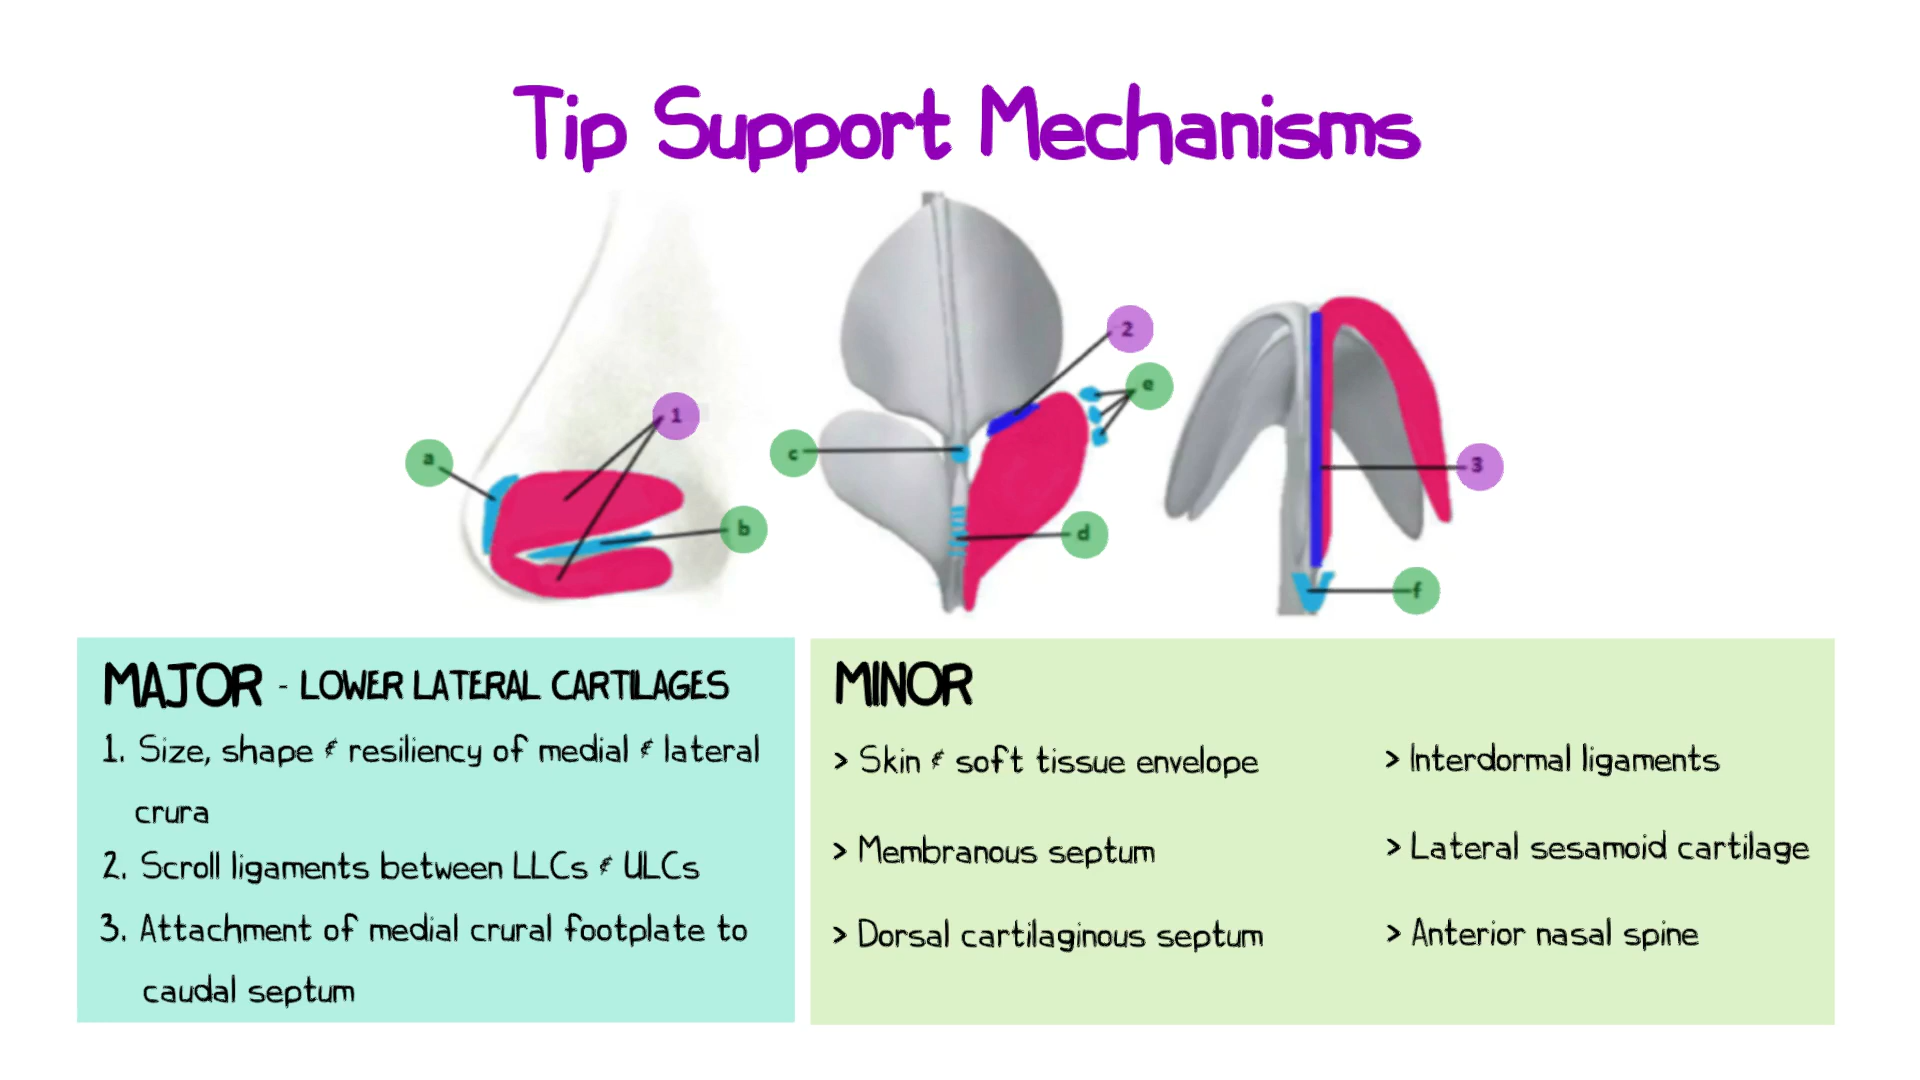 Tip Support Mechanisms
1
a
b
2
e
c
d
3
f
MAJOR - LOWER LATERAL CARTILAGES
1. Size, shape & resiliency of medial & lateral
crura
2. Scroll ligaments between LLCs & ULCs
3. Attachment of medial crural footplate to
caudal septum
MINOR
> Skin & soft tissue envelope
> Membranous septum
> Dorsal cartilaginous septum
> Interdormal ligaments
> Lateral sesamoid cartilage
> Anterior nasal spine